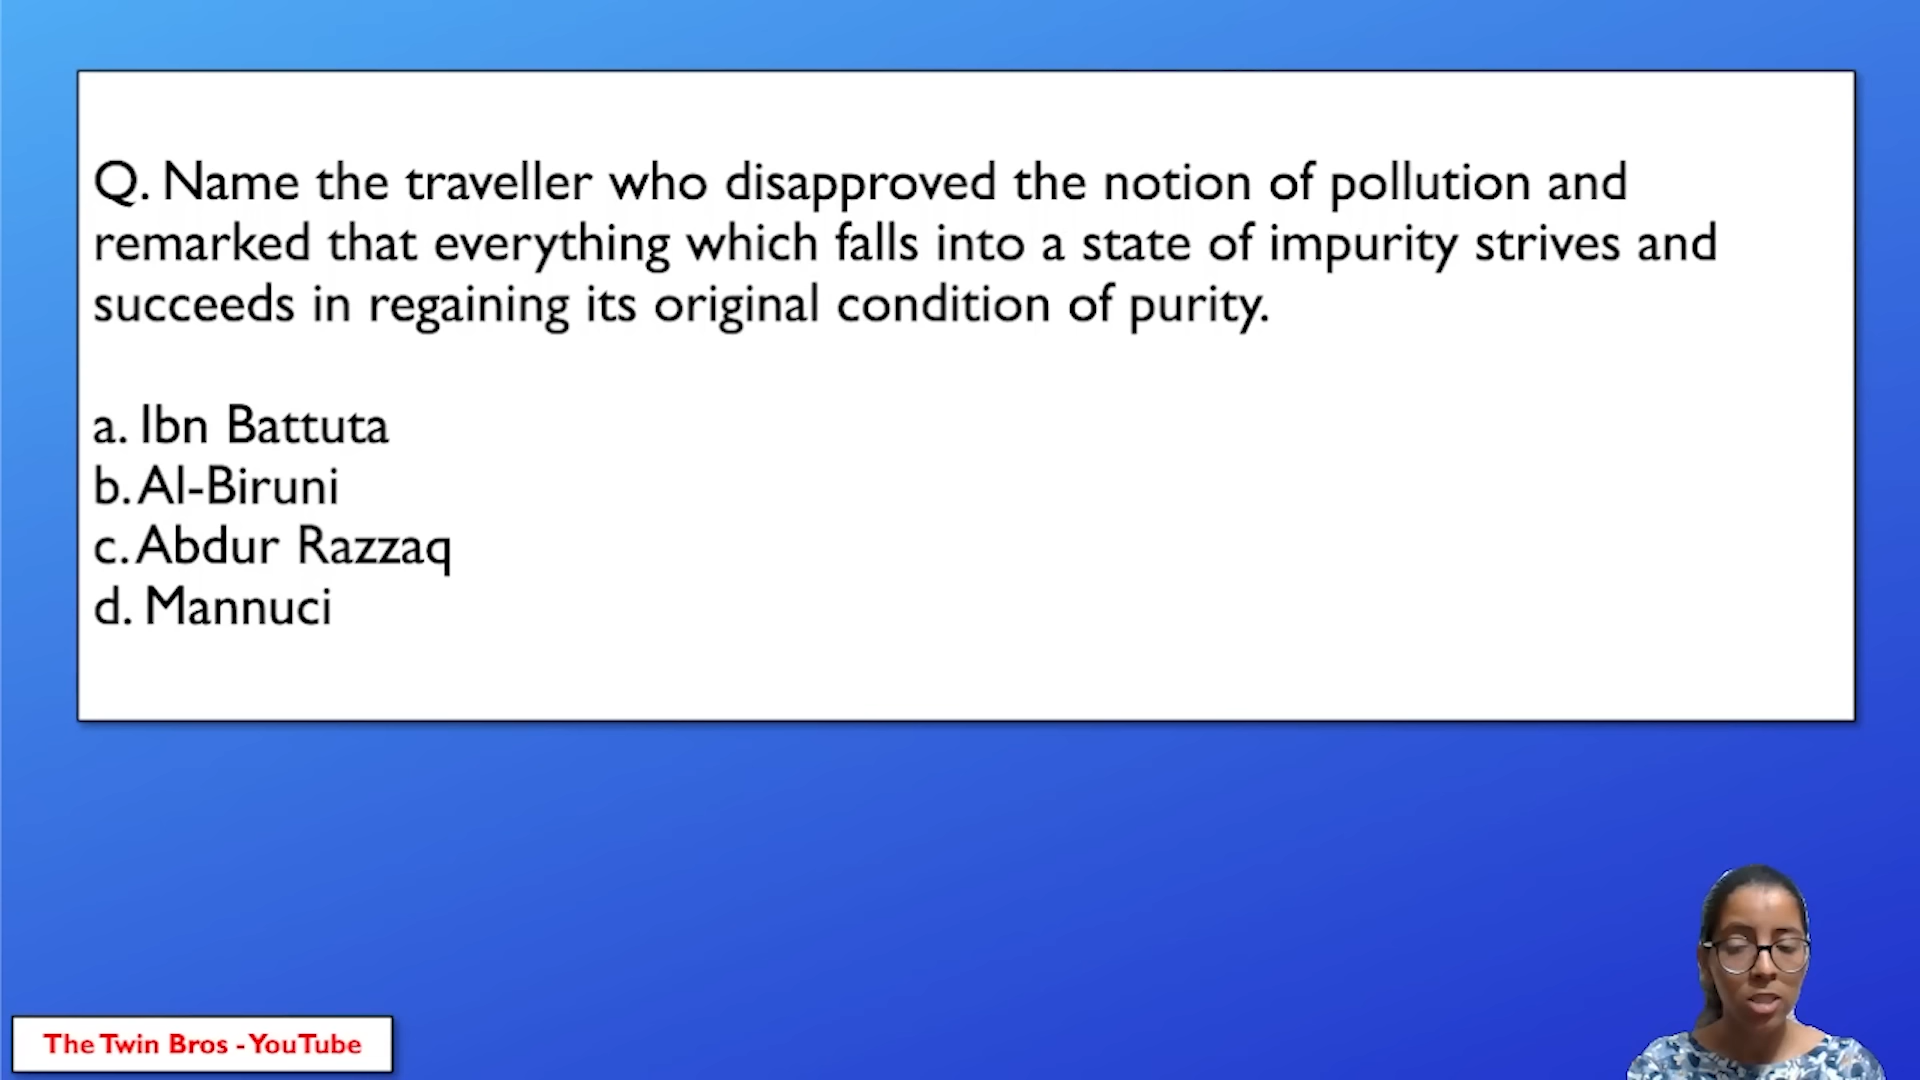 Q. Name the traveller who disapproved the notion of pollution and
remarked that everything which falls into a state of impurity strives and
succeeds in regaining its original condition of purity.
a. Ibn Battuta
b. Al-Biruni
c. Abdur Razzaq
d. Mannuci
The Twin Bros - YouTube